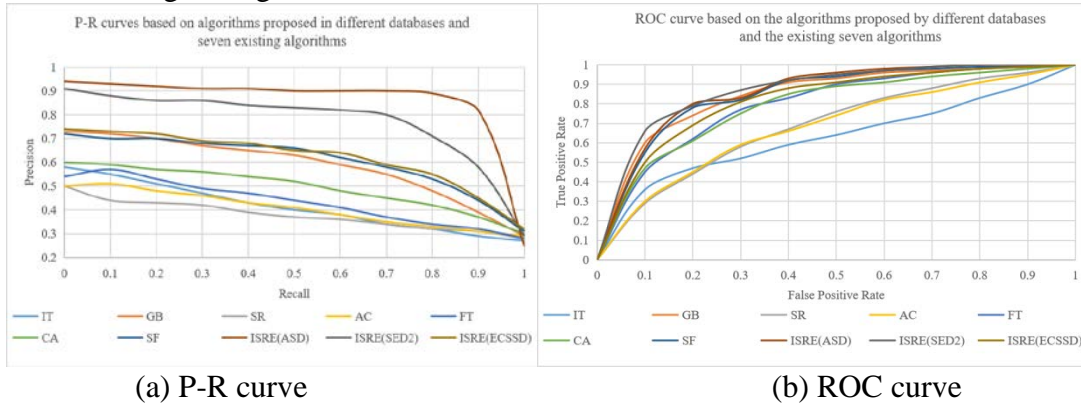 P-R curves based on algorithms proposed in different databases and
seven existing algorithms
Precision
1
0.9
0.8
0.7
0.6
0.5
0.4
0.3
0.2
0 0.1 0.2 0.3 0.4 0.5 0.6 0.7 0.8 0.9 1
Recall
IT GB SR AC FT
CA SF ISRE(ASD) ISRE(SED2) ISRE(ECSSD)
(a) P-R curve
ROC curve based on the algorithms proposed by different databases
and the existing seven algorithms
True Positive Rate
1
0.9
0.8
0.7
0.6
0.5
0.4
0.3
0.2
0.1
0
0 0.1 0.2 0.3 0.4 0.5 0.6 0.7 0.8 0.9 1
False Positive Rate
IT GB SR AC FT
CA SF ISRE(ASD) ISRE(SED2) ISRE(ECSSD)
(b) ROC curve